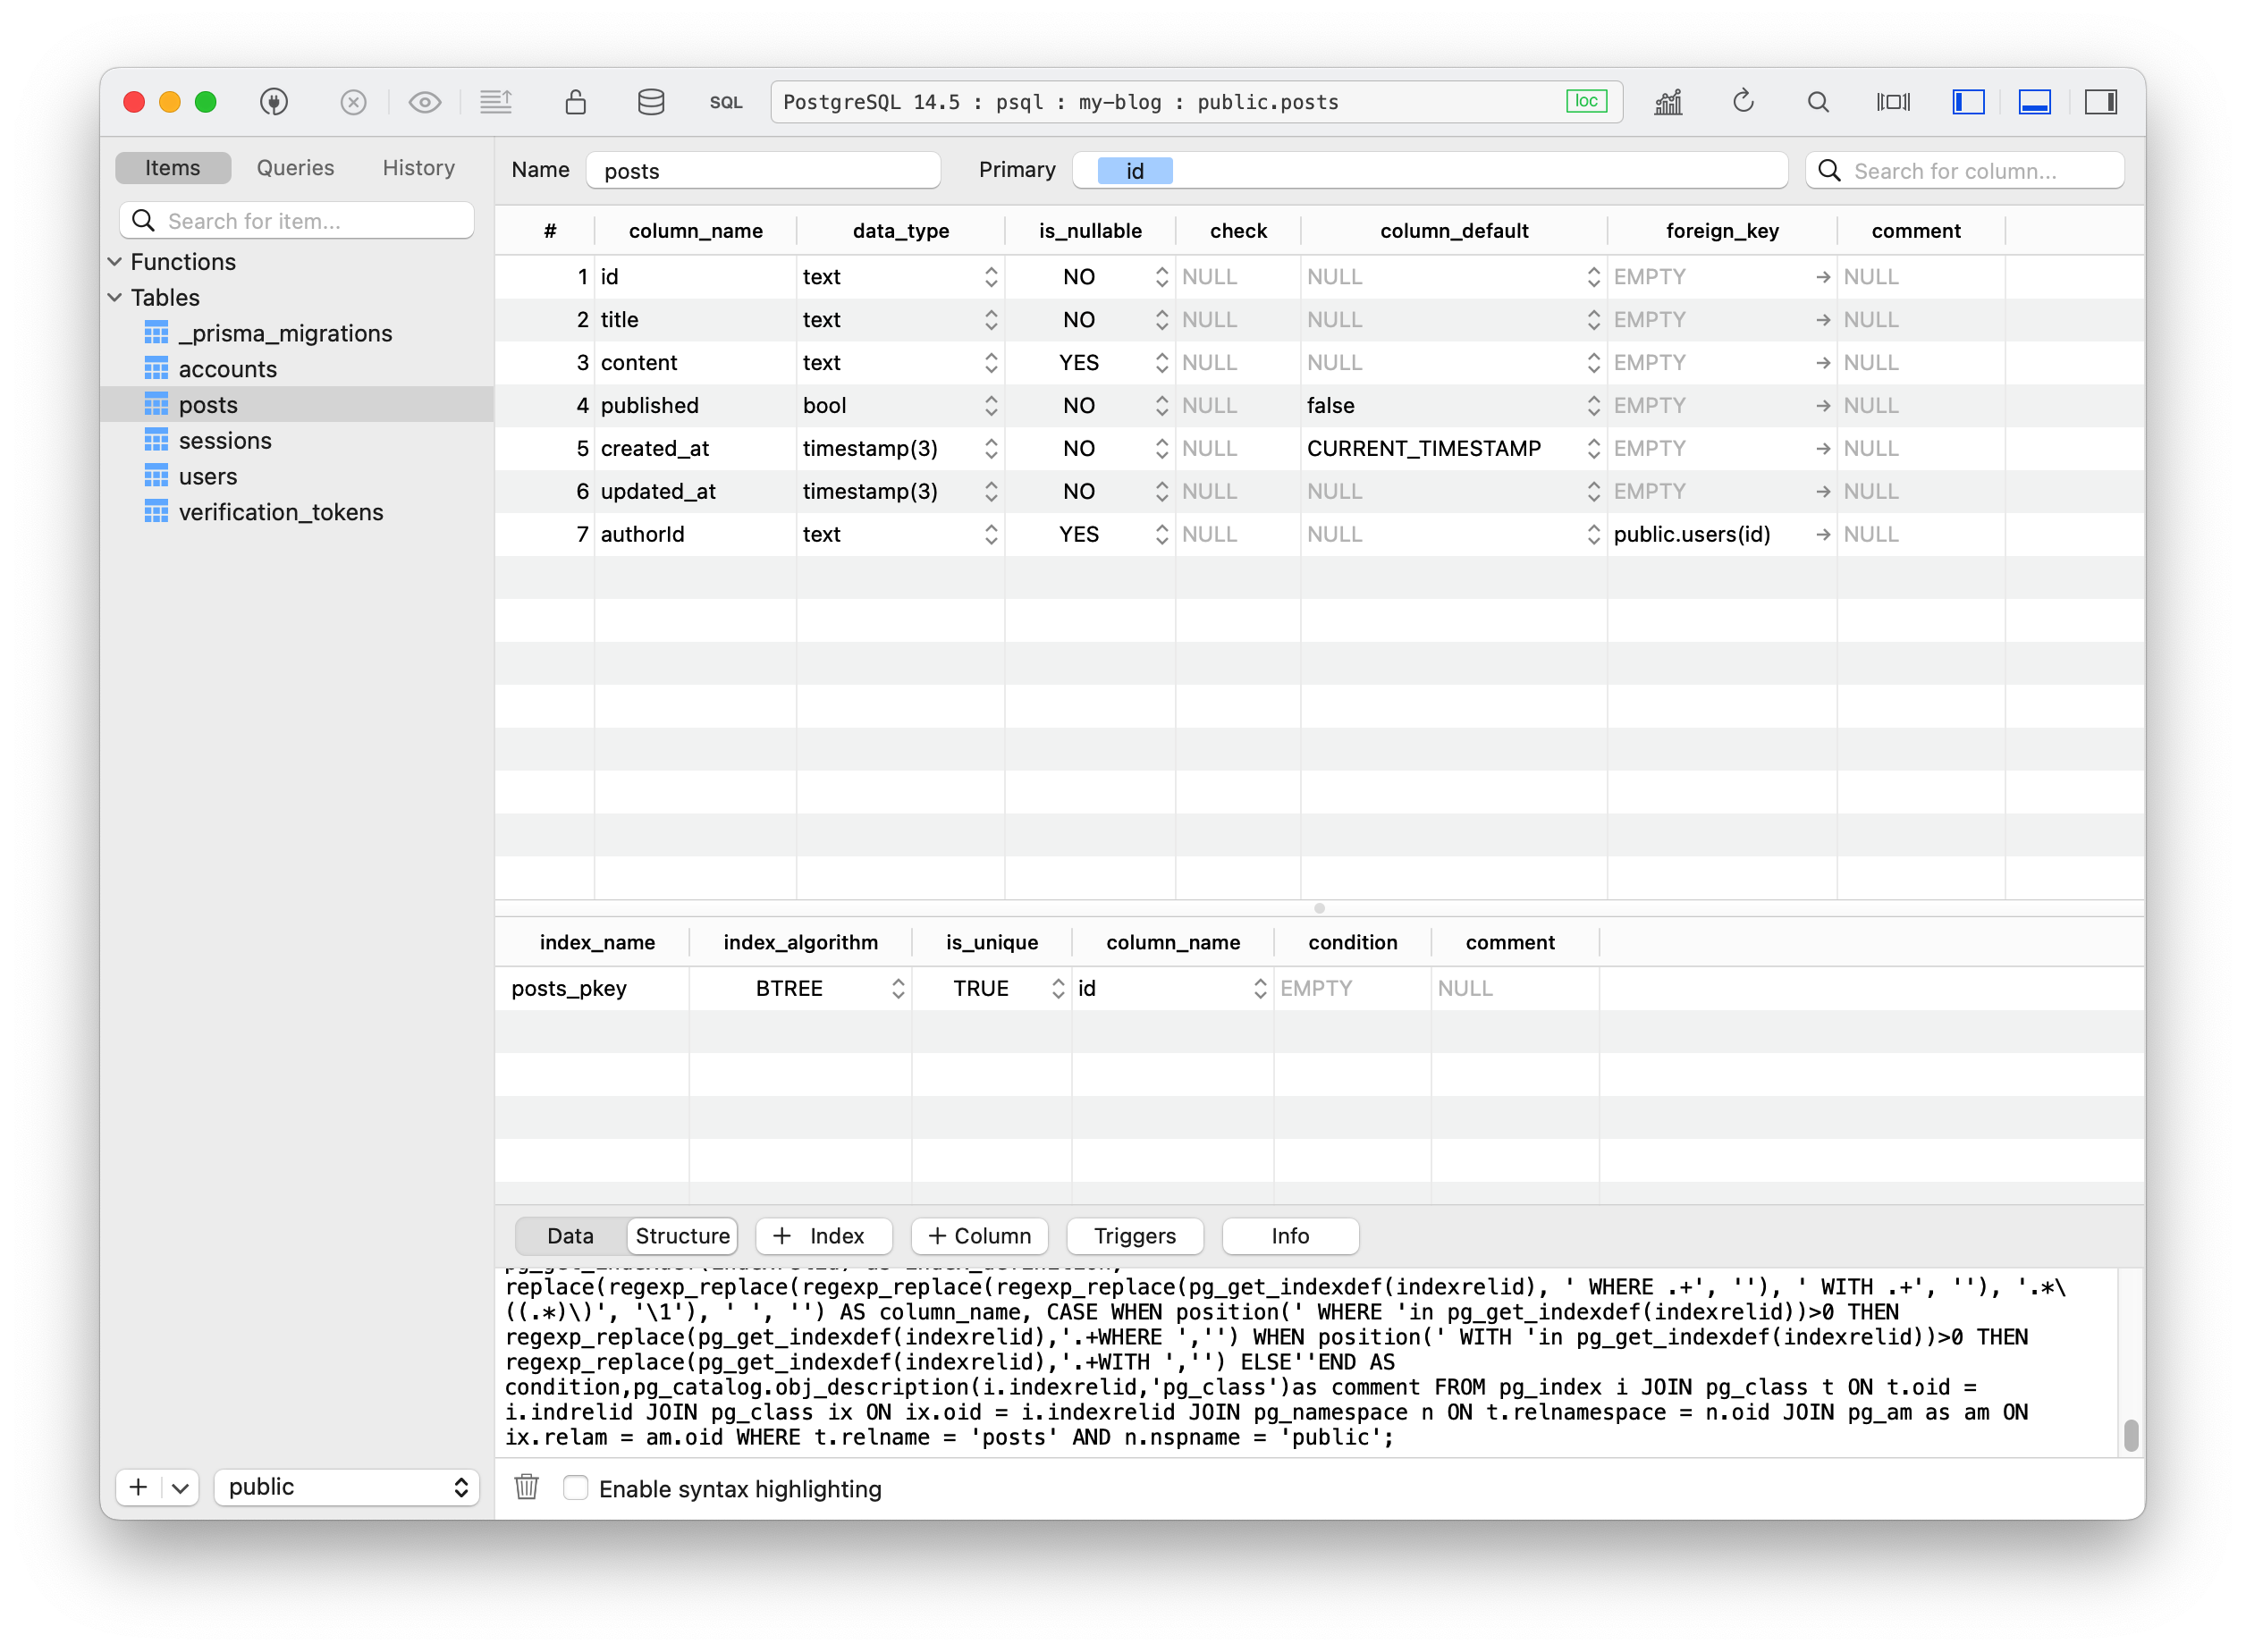 SQL
PostgreSQL 14.5 : psql : my-blog : public.posts
loc
Items Queries History
Search for item...
Functions
Tables
_prisma_migrations
accounts
posts
sessions
users
verification_tokens
public
Name posts Primary id Search for column...
# column_name data_type is_nullable check column_default foreign_key comment
1 id text NO NULL NULL EMPTY NULL
2 title text NO NULL NULL EMPTY NULL
3 content text YES NULL NULL EMPTY NULL
4 published bool NO NULL false EMPTY NULL
5 created_at timestamp(3) NO NULL CURRENT_TIMESTAMP EMPTY NULL
6 updated_at timestamp(3) NO NULL NULL EMPTY NULL
7 authorId text YES NULL NULL public.users(id) NULL
index_name index_algorithm is_unique column_name condition comment
posts_pkey BTREE TRUE id EMPTY NULL
Data Structure + Index + Column Triggers Info
pg_get_indexdef(indexrelid) as index_definition,
replace(regexp_replace(regexp_replace(regexp_replace(pg_get_indexdef(indexrelid), ' WHERE .+', ''), ' WITH .+', ''), '.*\
((.*)\)', '\1'), ' ', '') AS column_name, CASE WHEN position(' WHERE 'in pg_get_indexdef(indexrelid))>0 THEN
regexp_replace(pg_get_indexdef(indexrelid),'.+WHERE ','') WHEN position(' WITH 'in pg_get_indexdef(indexrelid))>0 THEN
regexp_replace(pg_get_indexdef(indexrelid),'.+WITH ','') ELSE''END AS
condition,pg_catalog.obj_description(i.indexrelid,'pg_class')as comment FROM pg_index i JOIN pg_class t ON t.oid =
i.indrelid JOIN pg_class ix ON ix.oid = i.indexrelid JOIN pg_namespace n ON t.relnamespace = n.oid JOIN pg_am as am ON
ix.relam = am.oid WHERE t.relname = 'posts' AND n.nspname = 'public';
Enable syntax highlighting